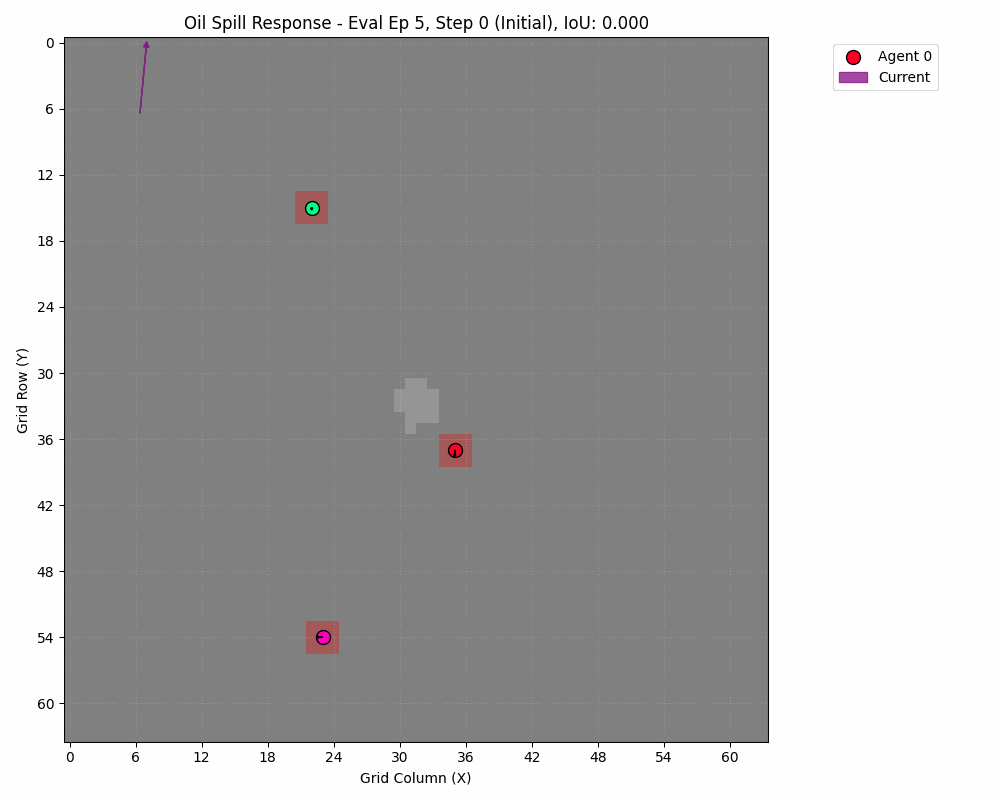 Oil Spill Response - Eval Ep 5, Step 0 (Initial), IoU: 0.000
Agent 0
Current
Grid Row (Y)
0
6
12
18
24
30
36
42
48
54
60
0 6 12 18 24 30 36 42 48 54 60
Grid Column (X)